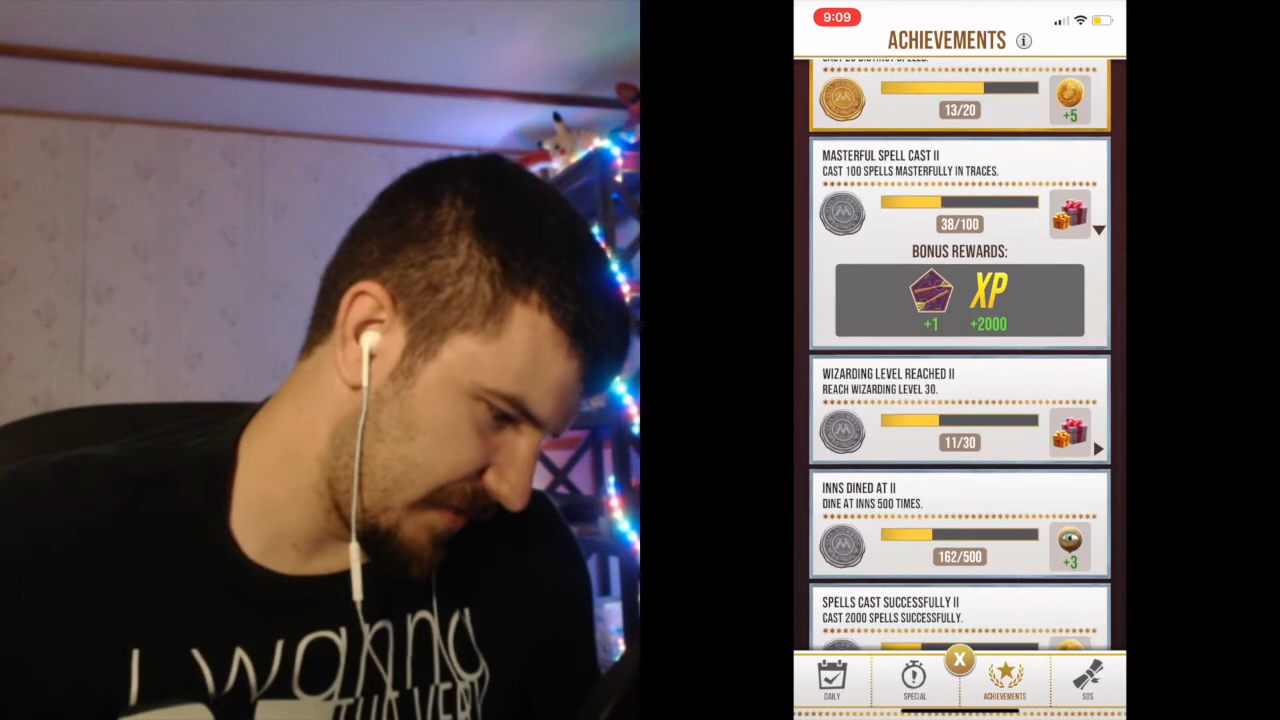 9:09
ACHIEVEMENTS
13/20
+5
MASTERFUL SPELL CAST II
CAST 100 SPELLS MASTERFULLY IN TRACES.
38/100
BONUS REWARDS:
XP
+1 +2000
WIZARDING LEVEL REACHED II
REACH WIZARDING LEVEL 30.
11/30
INNS DINED AT II
DINE AT INNS 500 TIMES.
162/500
+3
SPELLS CAST SUCCESSFULLY II
CAST 2000 SPELLS SUCCESSFULLY.
X
DAILY SPECIAL ACHIEVEMENTS SOS
I wanna
THE VERY